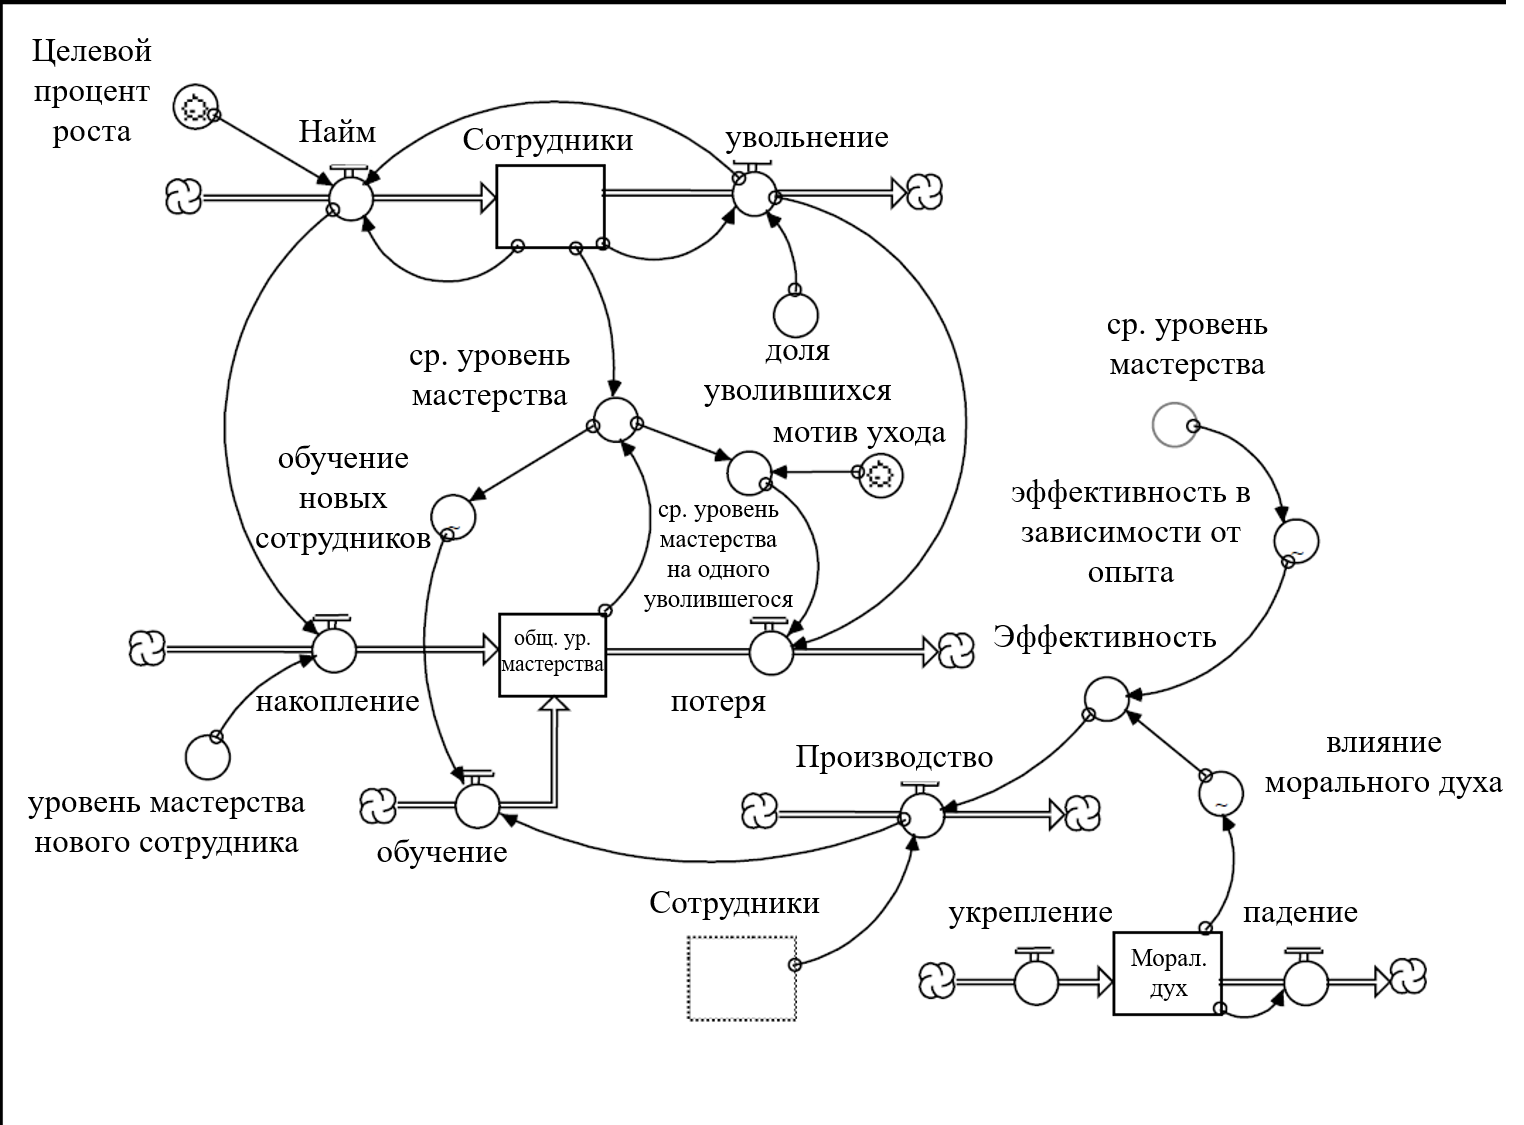 Целевой
процент
роста
Найм
Сотрудники
увольнение
доля
уволившихся
ср. уровень
мастерства
мотив ухода
обучение
новых
сотрудников
ср. уровень
мастерства
на одного
уволившегося
ср. уровень
мастерства
эффективность в
зависимости от
опыта
Эффективность
общ. ур.
мастерства
накопление
потеря
уровень мастерства
нового сотрудника
обучение
Производство
влияние
морального духа
Сотрудники
укрепление
падение
Морал.
дух